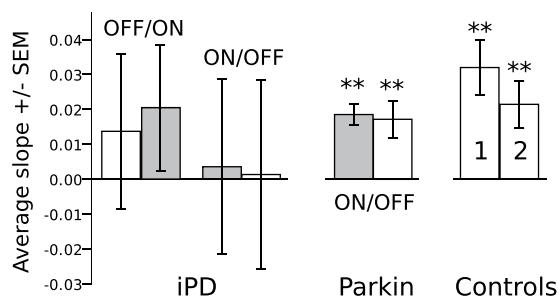 Average slope +/- SEM
0.04
0.03
0.02
0.01
0.00
-0.01
-0.02
-0.03
OFF/ON
ON/OFF
iPD
** **
ON/OFF
Parkin
**
**
1 2
Controls